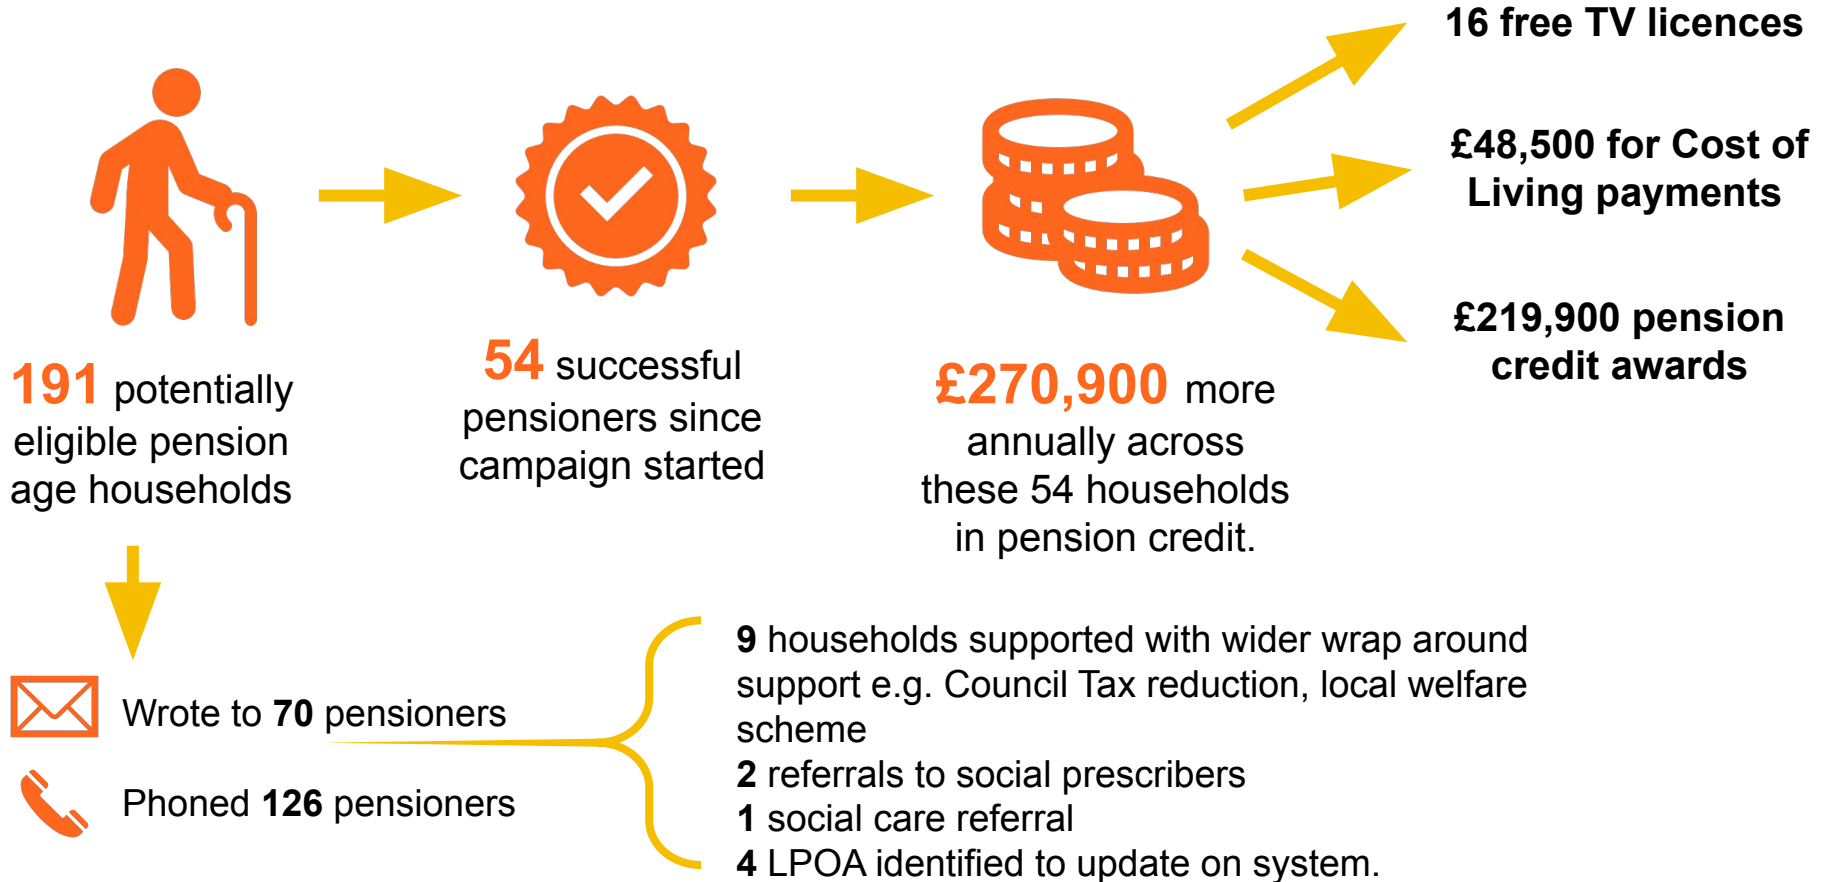 191 potentially
eligible pension
age households
54 successful
pensioners since
campaign started
£270,900 more
annually across
these 54 households
in pension credit.
16 free TV licences
£48,500 for Cost of
Living payments
£219,900 pension
credit awards
Wrote to 70 pensioners
Phoned 126 pensioners
9 households supported with wider wrap around
support e.g. Council Tax reduction, local welfare
scheme
2 referrals to social prescribers
1 social care referral
4 LPOA identified to update on system.